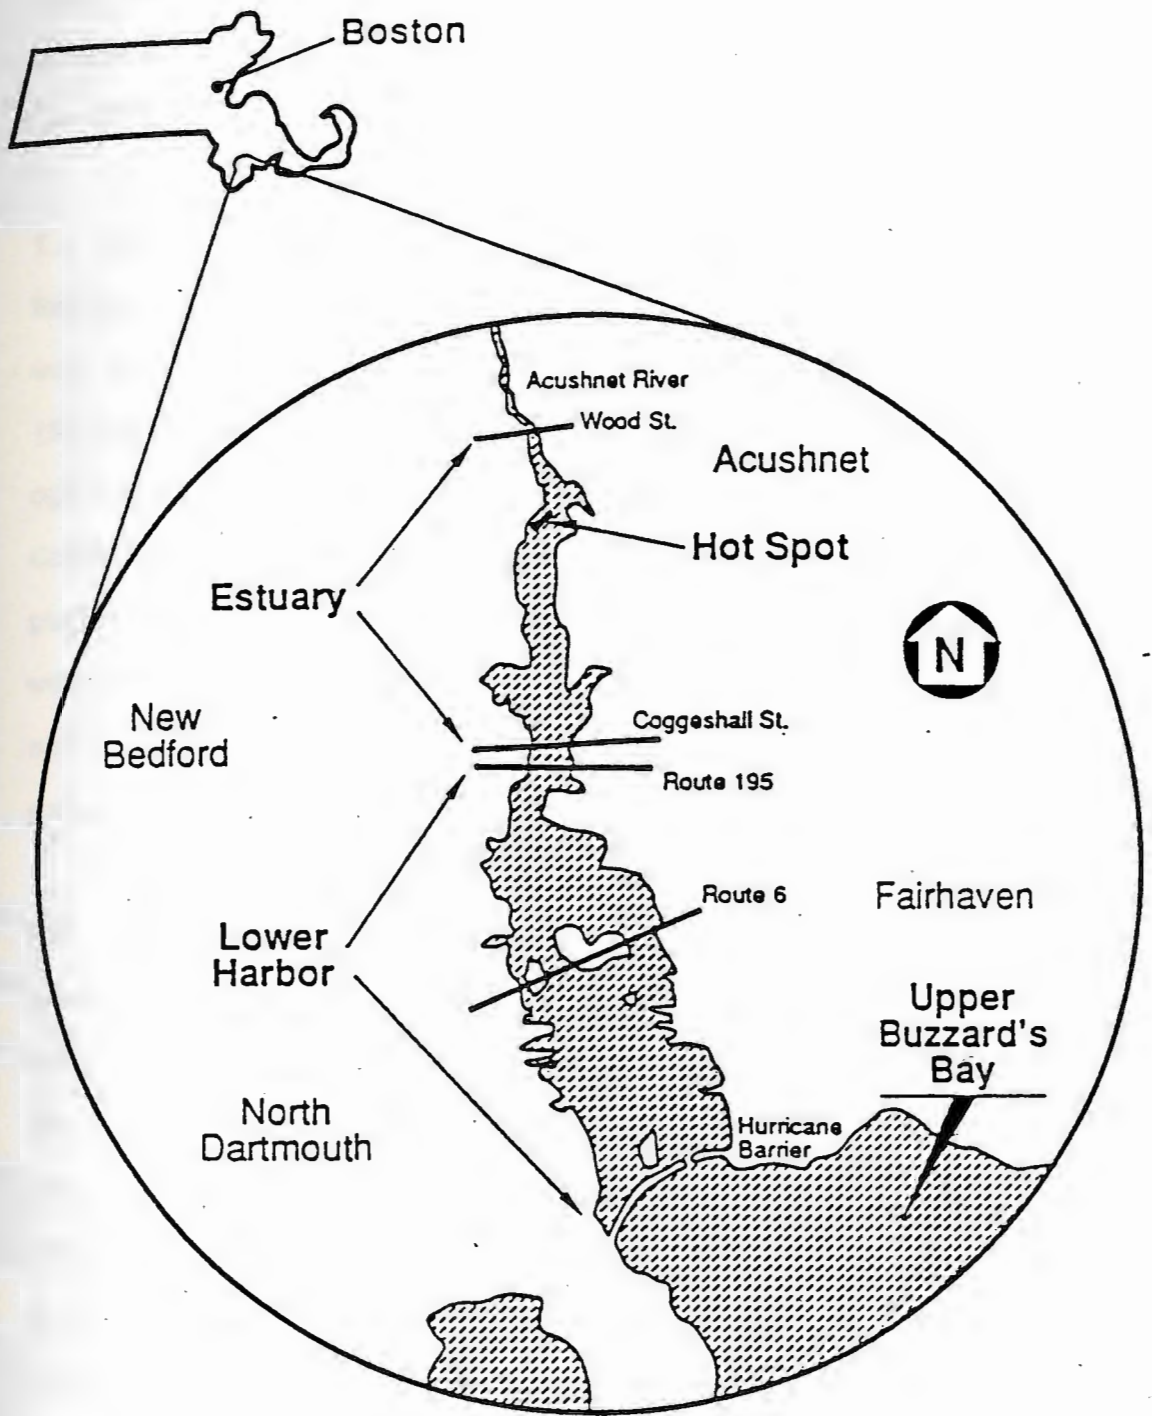 Boston
Acushnet River
Wood St.
Acushnet
Hot Spot
Estuary
N
New
Bedford
Coggeshall St.
Route 195
Route 6
Fairhaven
Lower
Harbor
Upper
Buzzard's
Bay
North
Dartmouth
Hurricane
Barrier